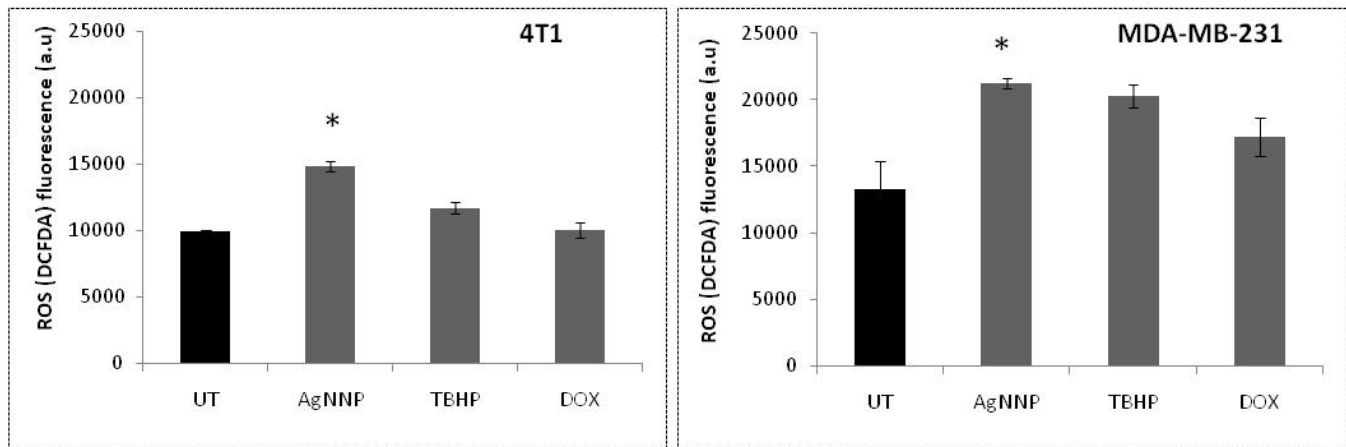 4T1
ROS (DCFDA) fluorescence (a.u)
25000
20000
15000
10000
5000
0
*
UT AgNNP TBHP DOX
MDA-MB-231
ROS (DCFDA) fluorescence (a.u)
25000
20000
15000
10000
5000
0
*
UT AgNNP TBHP DOX